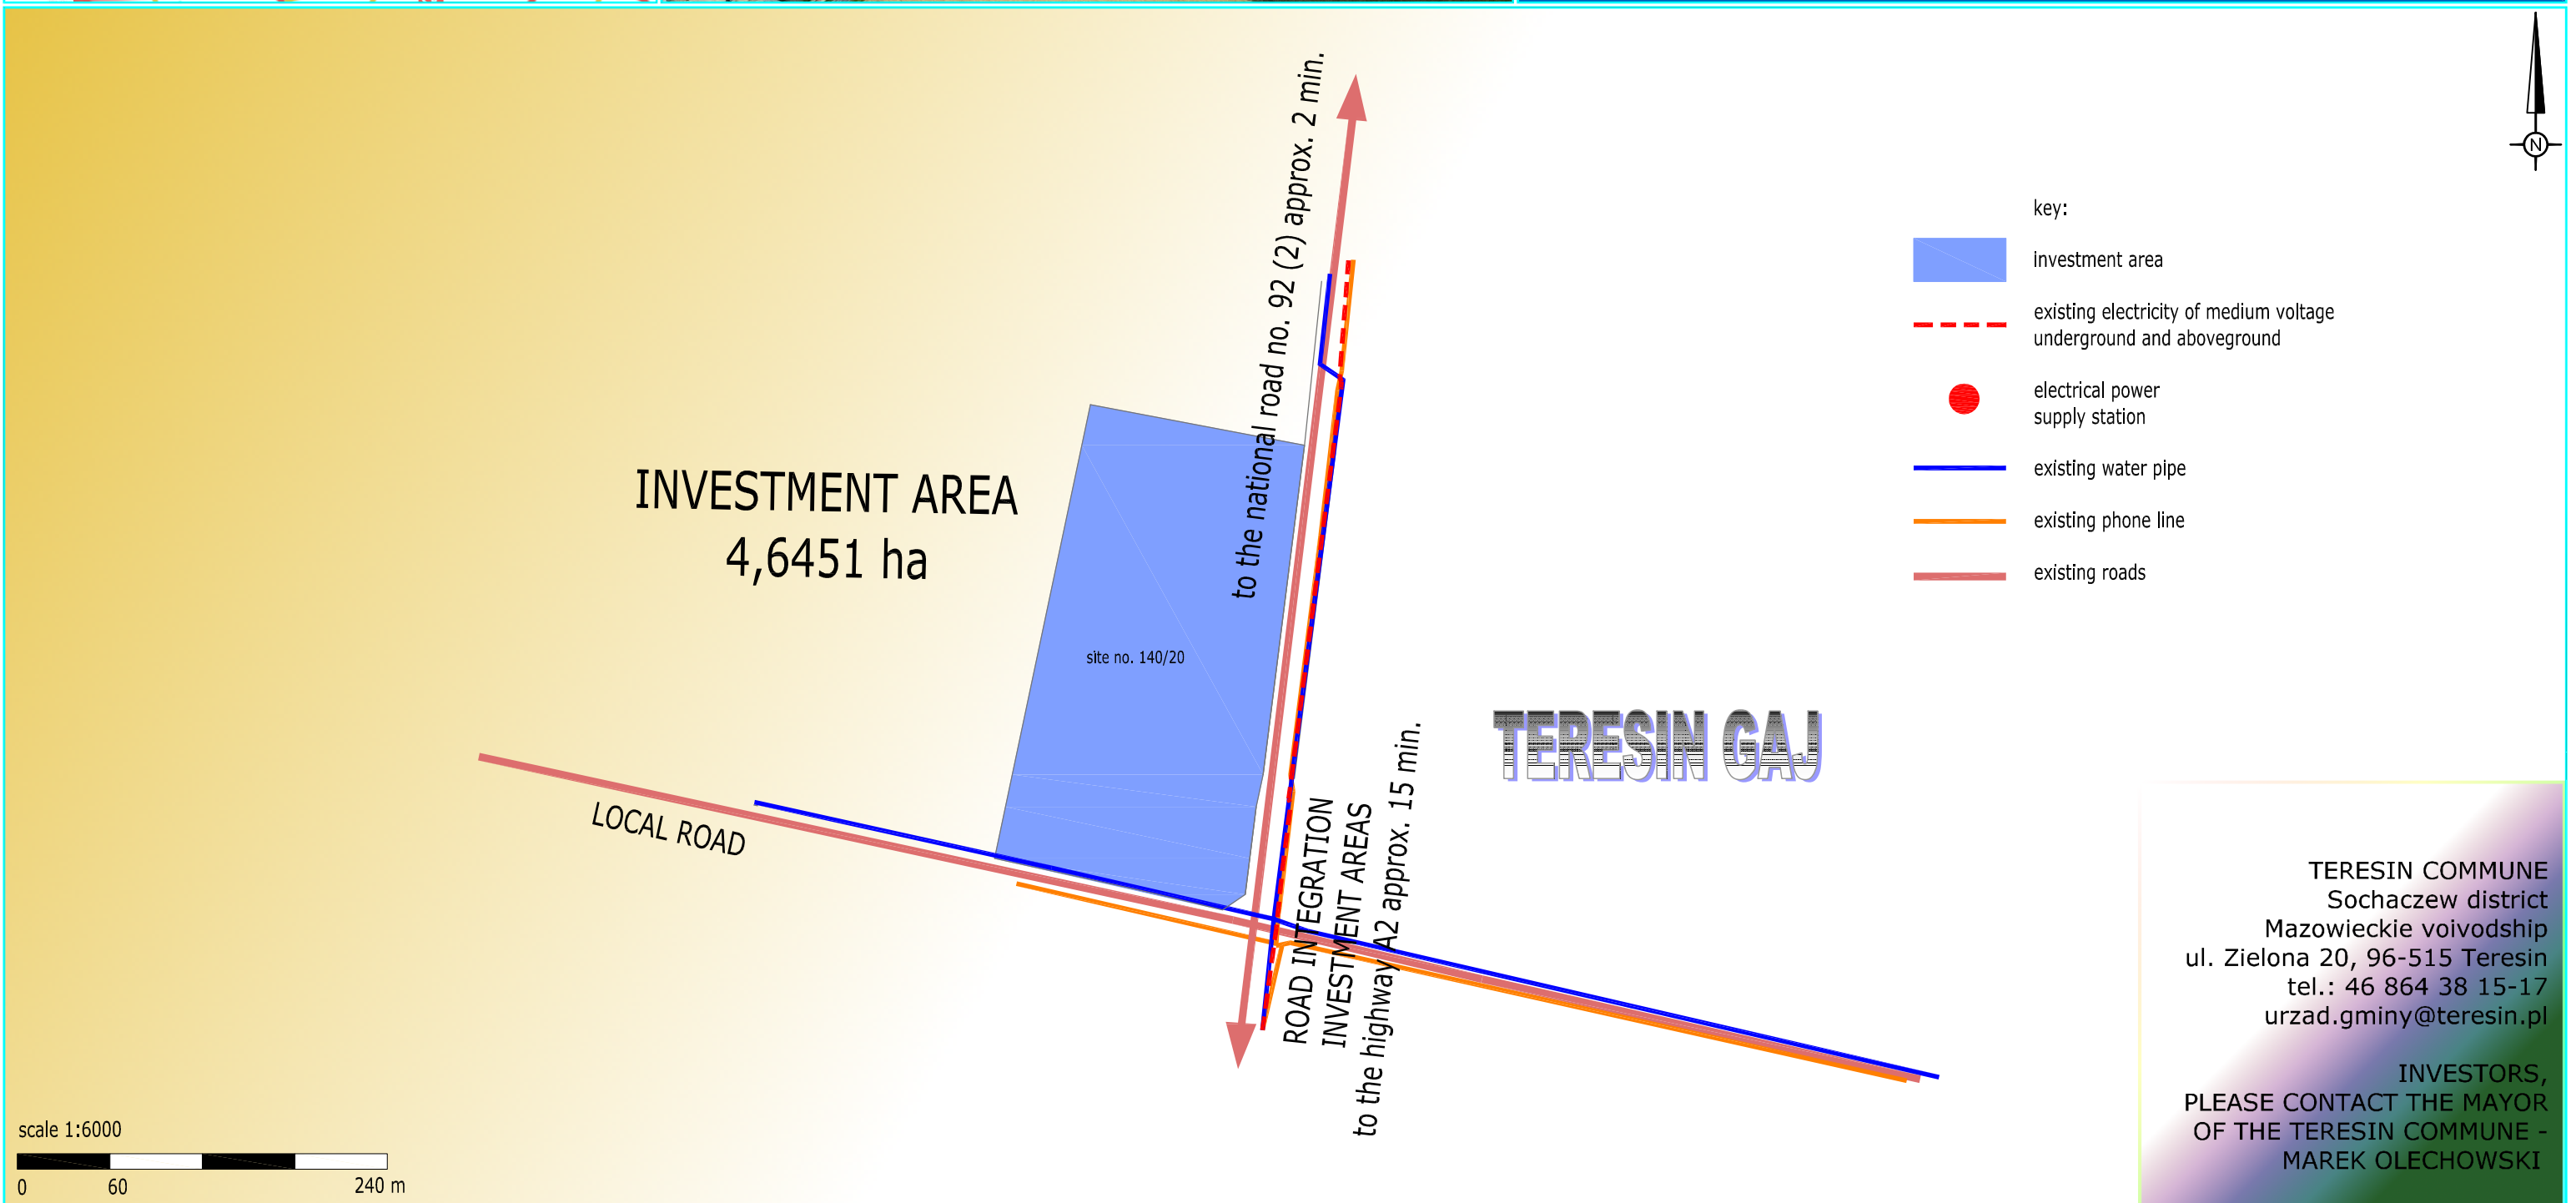 to the national road no. 92 (2) approx. 2 min.
N
key:
investment area
existing electricity of medium voltage
underground and aboveground
electrical power
supply station
existing water pipe
existing phone line
existing roads
INVESTMENT AREA
4,6451 ha
site no. 140/20
TERESIN GAJ
LOCAL ROAD
ROAD INTEGRATION
INVESTMENT AREAS
to the highway A2 approx. 15 min.
TERESIN COMMUNE
Sochaczew district
Mazowieckie voivodship
ul. Zielona 20, 96-515 Teresin
tel.: 46 864 38 15-17
urzad.gminy@teresin.pl
INVESTORS,
PLEASE CONTACT THE MAYOR
OF THE TERESIN COMMUNE -
MAREK OLECHOWSKI
scale 1:6000
0 60 240 m